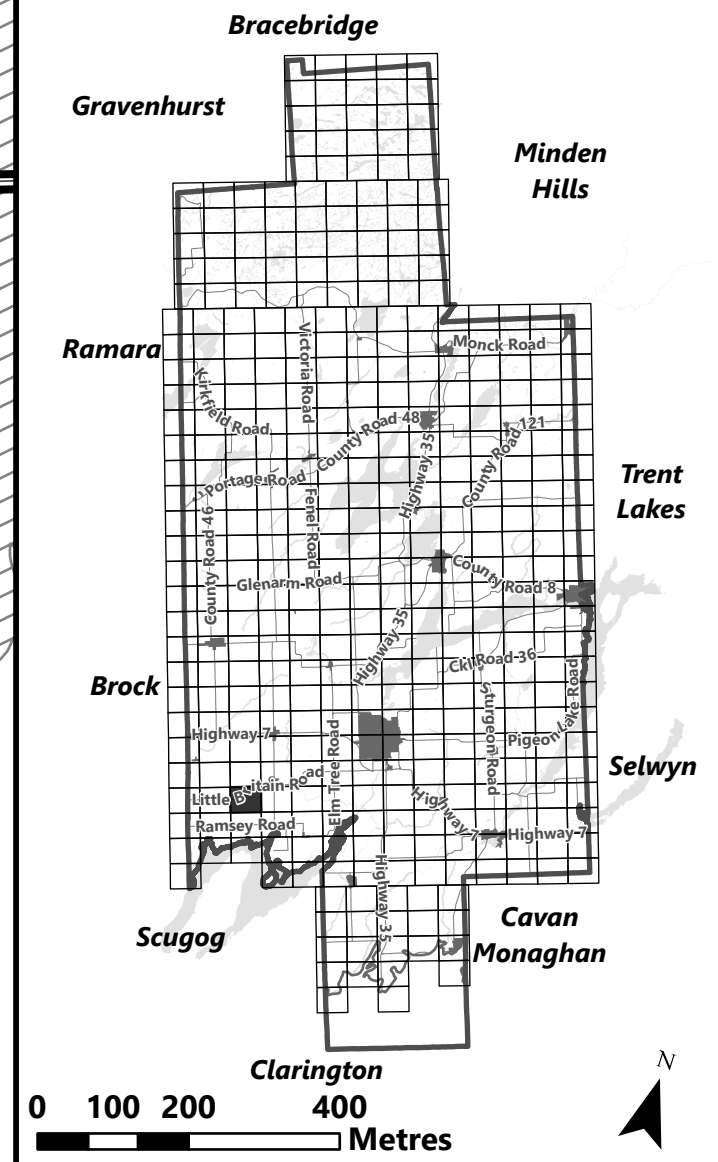 Bracebridge
Gravenhurst
Minden
Hills
Ramara
Monck Road
Victoria Road
Kirkfield Road
County Road 48
Highway 35
County Road 121
Portage Road
Trent
Lakes
Fenel Road
County Road 46
Glenarm Road
County Road 8
Highway 35
Ckl Road 36
Brock
Sturgeon Road
Pigeon Lake Road
Highway 7
Elm Tree Road
Selwyn
Little Britain Road
Ramsey Road
Highway 7
Highway 7
Highway 35
Scugog
Cavan
Monaghan
Clarington
N
0 100 200 400
Metres